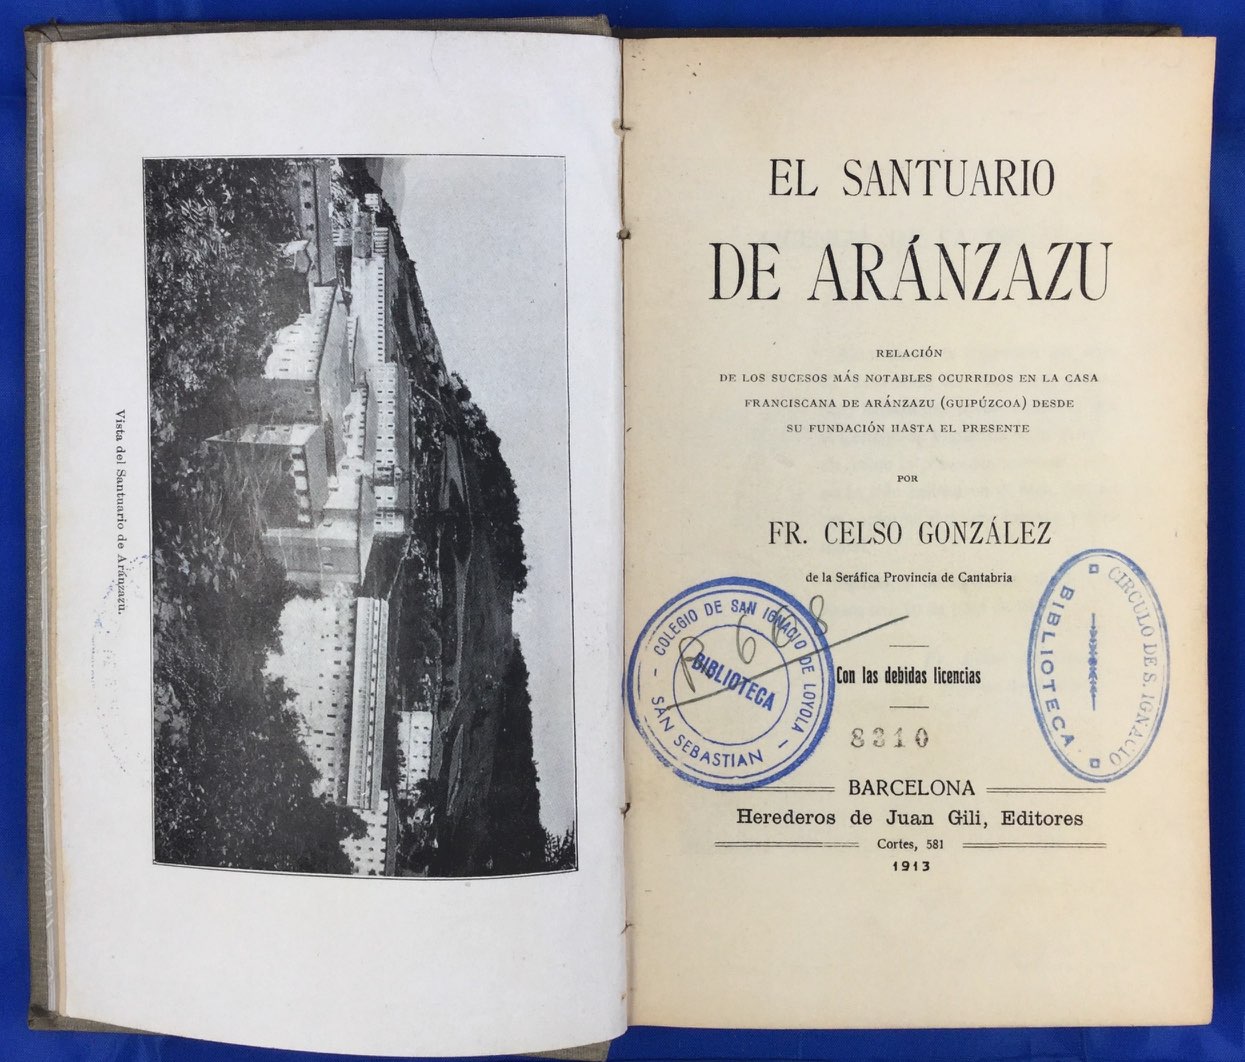 Vista del Santuario de Aránzazu.
EL SANTUARIO
DE ARÁNZAZU
RELACIÓN
DE LOS SUCESOS MÁS NOTABLES OCURRIDOS EN LA CASA
FRANCISCANA DE ARÁNZAZU (GUIPÚZCOA) DESDE
SU FUNDACIÓN HASTA EL PRESENTE
POR
FR. CELSO GONZÁLEZ
de la Seráfica Provincia de Cantabria
COLEGIO DE SAN IGNACIO DE LOYOLA
BIBLIOTECA
SAN SEBASTIAN
R 668
CIRCULO DE S. IGNACIO
BIBLIOTECA
Con las debidas licencias
8310
BARCELONA
Herederos de Juan Gili, Editores
Cortes, 581
1913